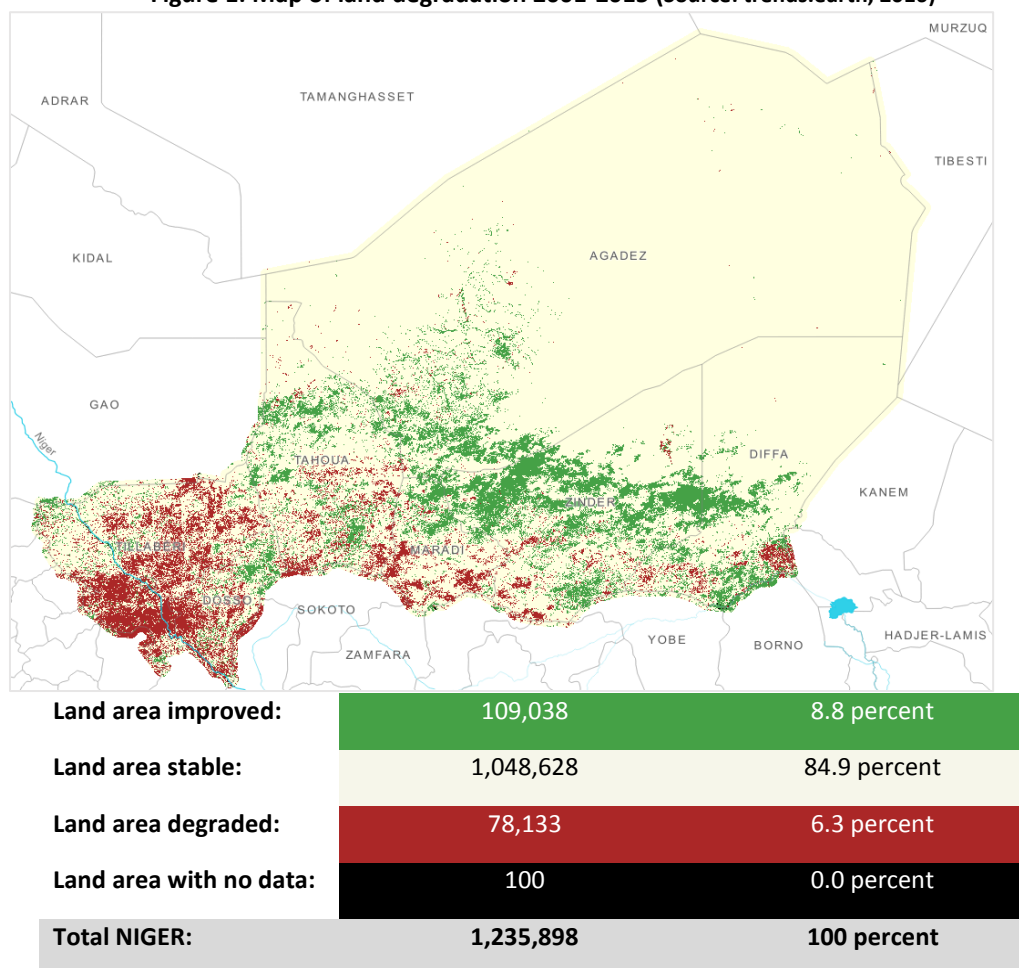 MURZUQ
ADRAR
TAMANGHASSET
TIBESTI
KIDAL
AGADEZ
GAO
Niger
TAHOUA
DIFFA
KANEM
ZINDER
TILLABERI
MARADI
DOSSO
SOKOTO
YOBE
BORNO
HADJER-LAMIS
ZAMFARA
Land area improved: 109,038 8.8 percent
Land area stable: 1,048,628 84.9 percent
Land area degraded: 78,133 6.3 percent
Land area with no data: 100 0.0 percent
Total NIGER: 1,235,898 100 percent